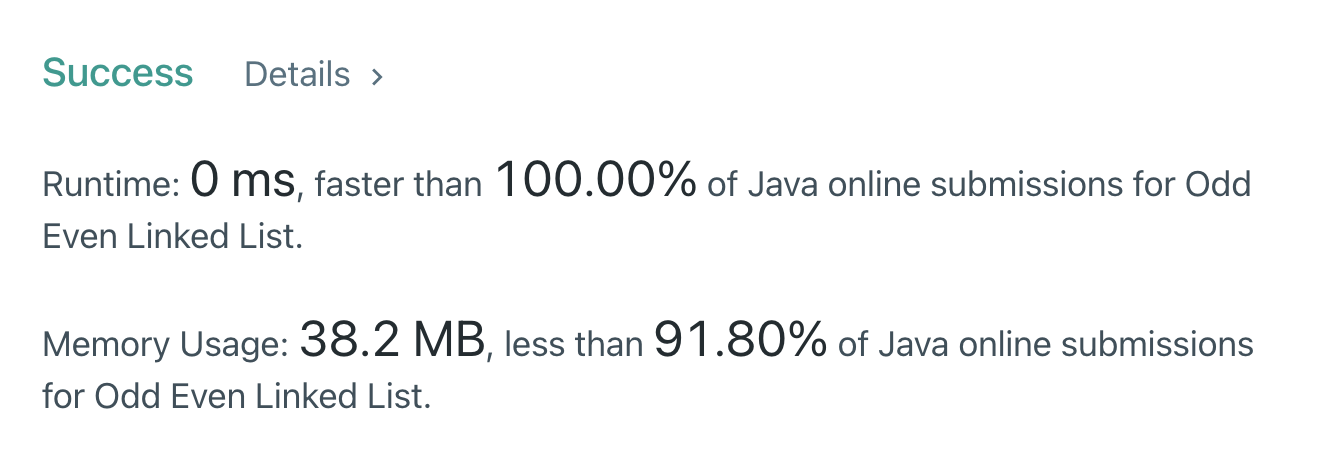 Success Details >
Runtime: 0 ms, faster than 100.00% of Java online submissions for Odd
Even Linked List.
Memory Usage: 38.2 MB, less than 91.80% of Java online submissions
for Odd Even Linked List.